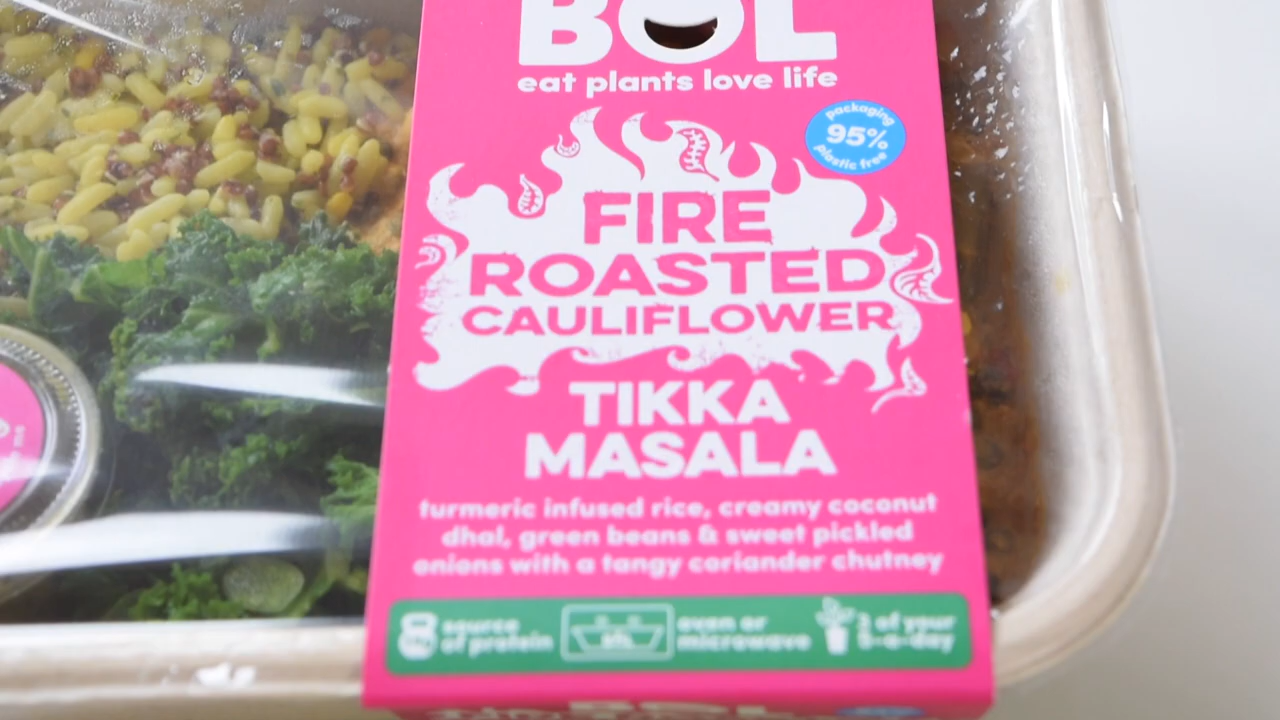 BOL
eat plants love life
packaging
95%
plastic free
FIRE
ROASTED
CAULIFLOWER
TIKKA
MASALA
turmeric infused rice, creamy coconut
dhal, green beans & sweet pickled
onions with a tangy coriander chutney
source
of protein
oven or
microwave
2 of your
5-a-day